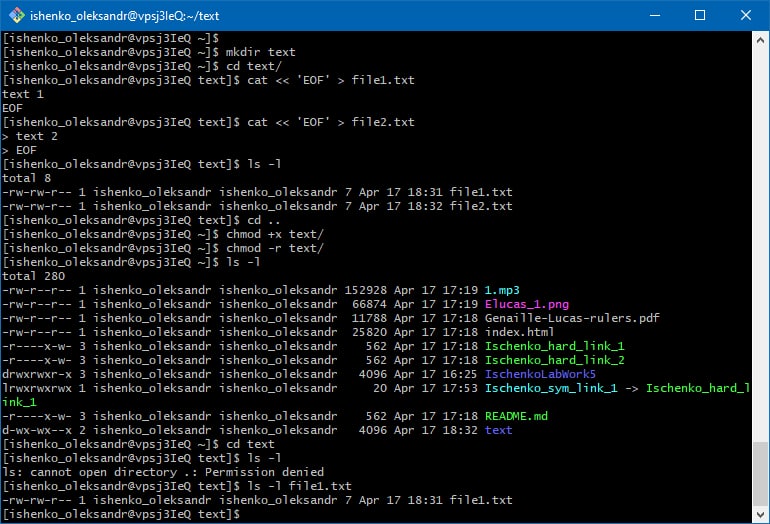 ishenko_oleksandr@vpsj3IeQ:~/text
[ishenko_oleksandr@vpsj3IeQ ~]$
[ishenko_oleksandr@vpsj3IeQ ~]$ mkdir text
[ishenko_oleksandr@vpsj3IeQ ~]$ cd text/
[ishenko_oleksandr@vpsj3IeQ text]$ cat << 'EOF' > file1.txt
text 1
EOF
[ishenko_oleksandr@vpsj3IeQ text]$ cat << 'EOF' > file2.txt
> text 2
> EOF
[ishenko_oleksandr@vpsj3IeQ text]$ ls -l
total 8
-rw-rw-r-- 1 ishenko_oleksandr ishenko_oleksandr 7 Apr 17 18:31 file1.txt
-rw-rw-r-- 1 ishenko_oleksandr ishenko_oleksandr 7 Apr 17 18:32 file2.txt
[ishenko_oleksandr@vpsj3IeQ text]$ cd ..
[ishenko_oleksandr@vpsj3IeQ ~]$ chmod +x text/
[ishenko_oleksandr@vpsj3IeQ ~]$ chmod -r text/
[ishenko_oleksandr@vpsj3IeQ ~]$ ls -l
total 280
-rw-r--r-- 1 ishenko_oleksandr ishenko_oleksandr 152928 Apr 17 17:19 1.mp3
-rw-r--r-- 1 ishenko_oleksandr ishenko_oleksandr  66874 Apr 17 17:19 Elucas_1.png
-rw-r--r-- 1 ishenko_oleksandr ishenko_oleksandr  11788 Apr 17 17:18 Genaille-Lucas-rulers.pdf
-rw-r--r-- 1 ishenko_oleksandr ishenko_oleksandr  25820 Apr 17 17:18 index.html
-r----x-w- 3 ishenko_oleksandr ishenko_oleksandr    562 Apr 17 17:18 Ischenko_hard_link_1
-r----x-w- 3 ishenko_oleksandr ishenko_oleksandr    562 Apr 17 17:18 Ischenko_hard_link_2
drwxrwxr-x 3 ishenko_oleksandr ishenko_oleksandr   4096 Apr 17 16:25 IschenkoLabWork5
lrwxrwxrwx 1 ishenko_oleksandr ishenko_oleksandr     20 Apr 17 17:53 Ischenko_sym_link_1 -> Ischenko_hard_l
ink_1
-r----x-w- 3 ishenko_oleksandr ishenko_oleksandr    562 Apr 17 17:18 README.md
d-wx-wx--x 2 ishenko_oleksandr ishenko_oleksandr   4096 Apr 17 18:32 text
[ishenko_oleksandr@vpsj3IeQ ~]$ cd text
[ishenko_oleksandr@vpsj3IeQ text]$ ls -l
ls: cannot open directory .: Permission denied
[ishenko_oleksandr@vpsj3IeQ text]$ ls -l file1.txt
-rw-rw-r-- 1 ishenko_oleksandr ishenko_oleksandr 7 Apr 17 18:31 file1.txt
[ishenko_oleksandr@vpsj3IeQ text]$